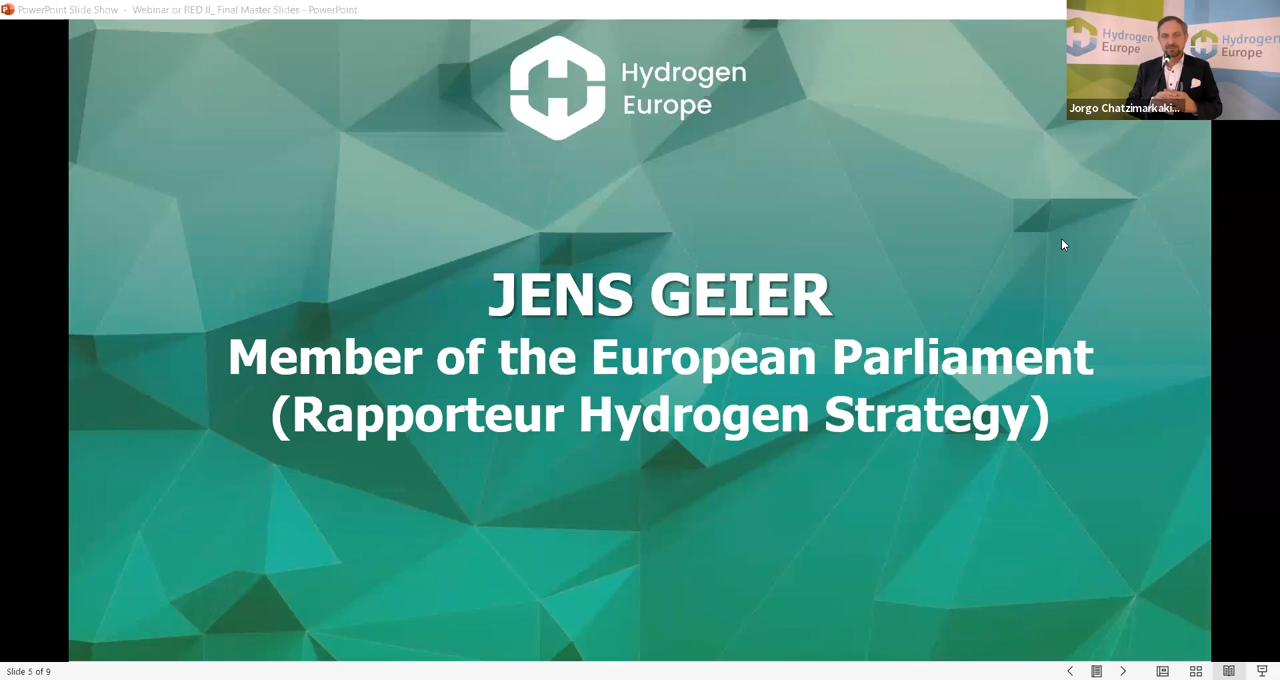 PowerPoint Slide Show - Webinar or RED II_ Final Master Slides - PowerPoint
Hydrogen
Europe
Hydrogen
Europe
Hydrogen
Europe
Jorgo Chatzimarkaki...
JENS GEIER
Member of the European Parliament
(Rapporteur Hydrogen Strategy)
Slide 5 of 9